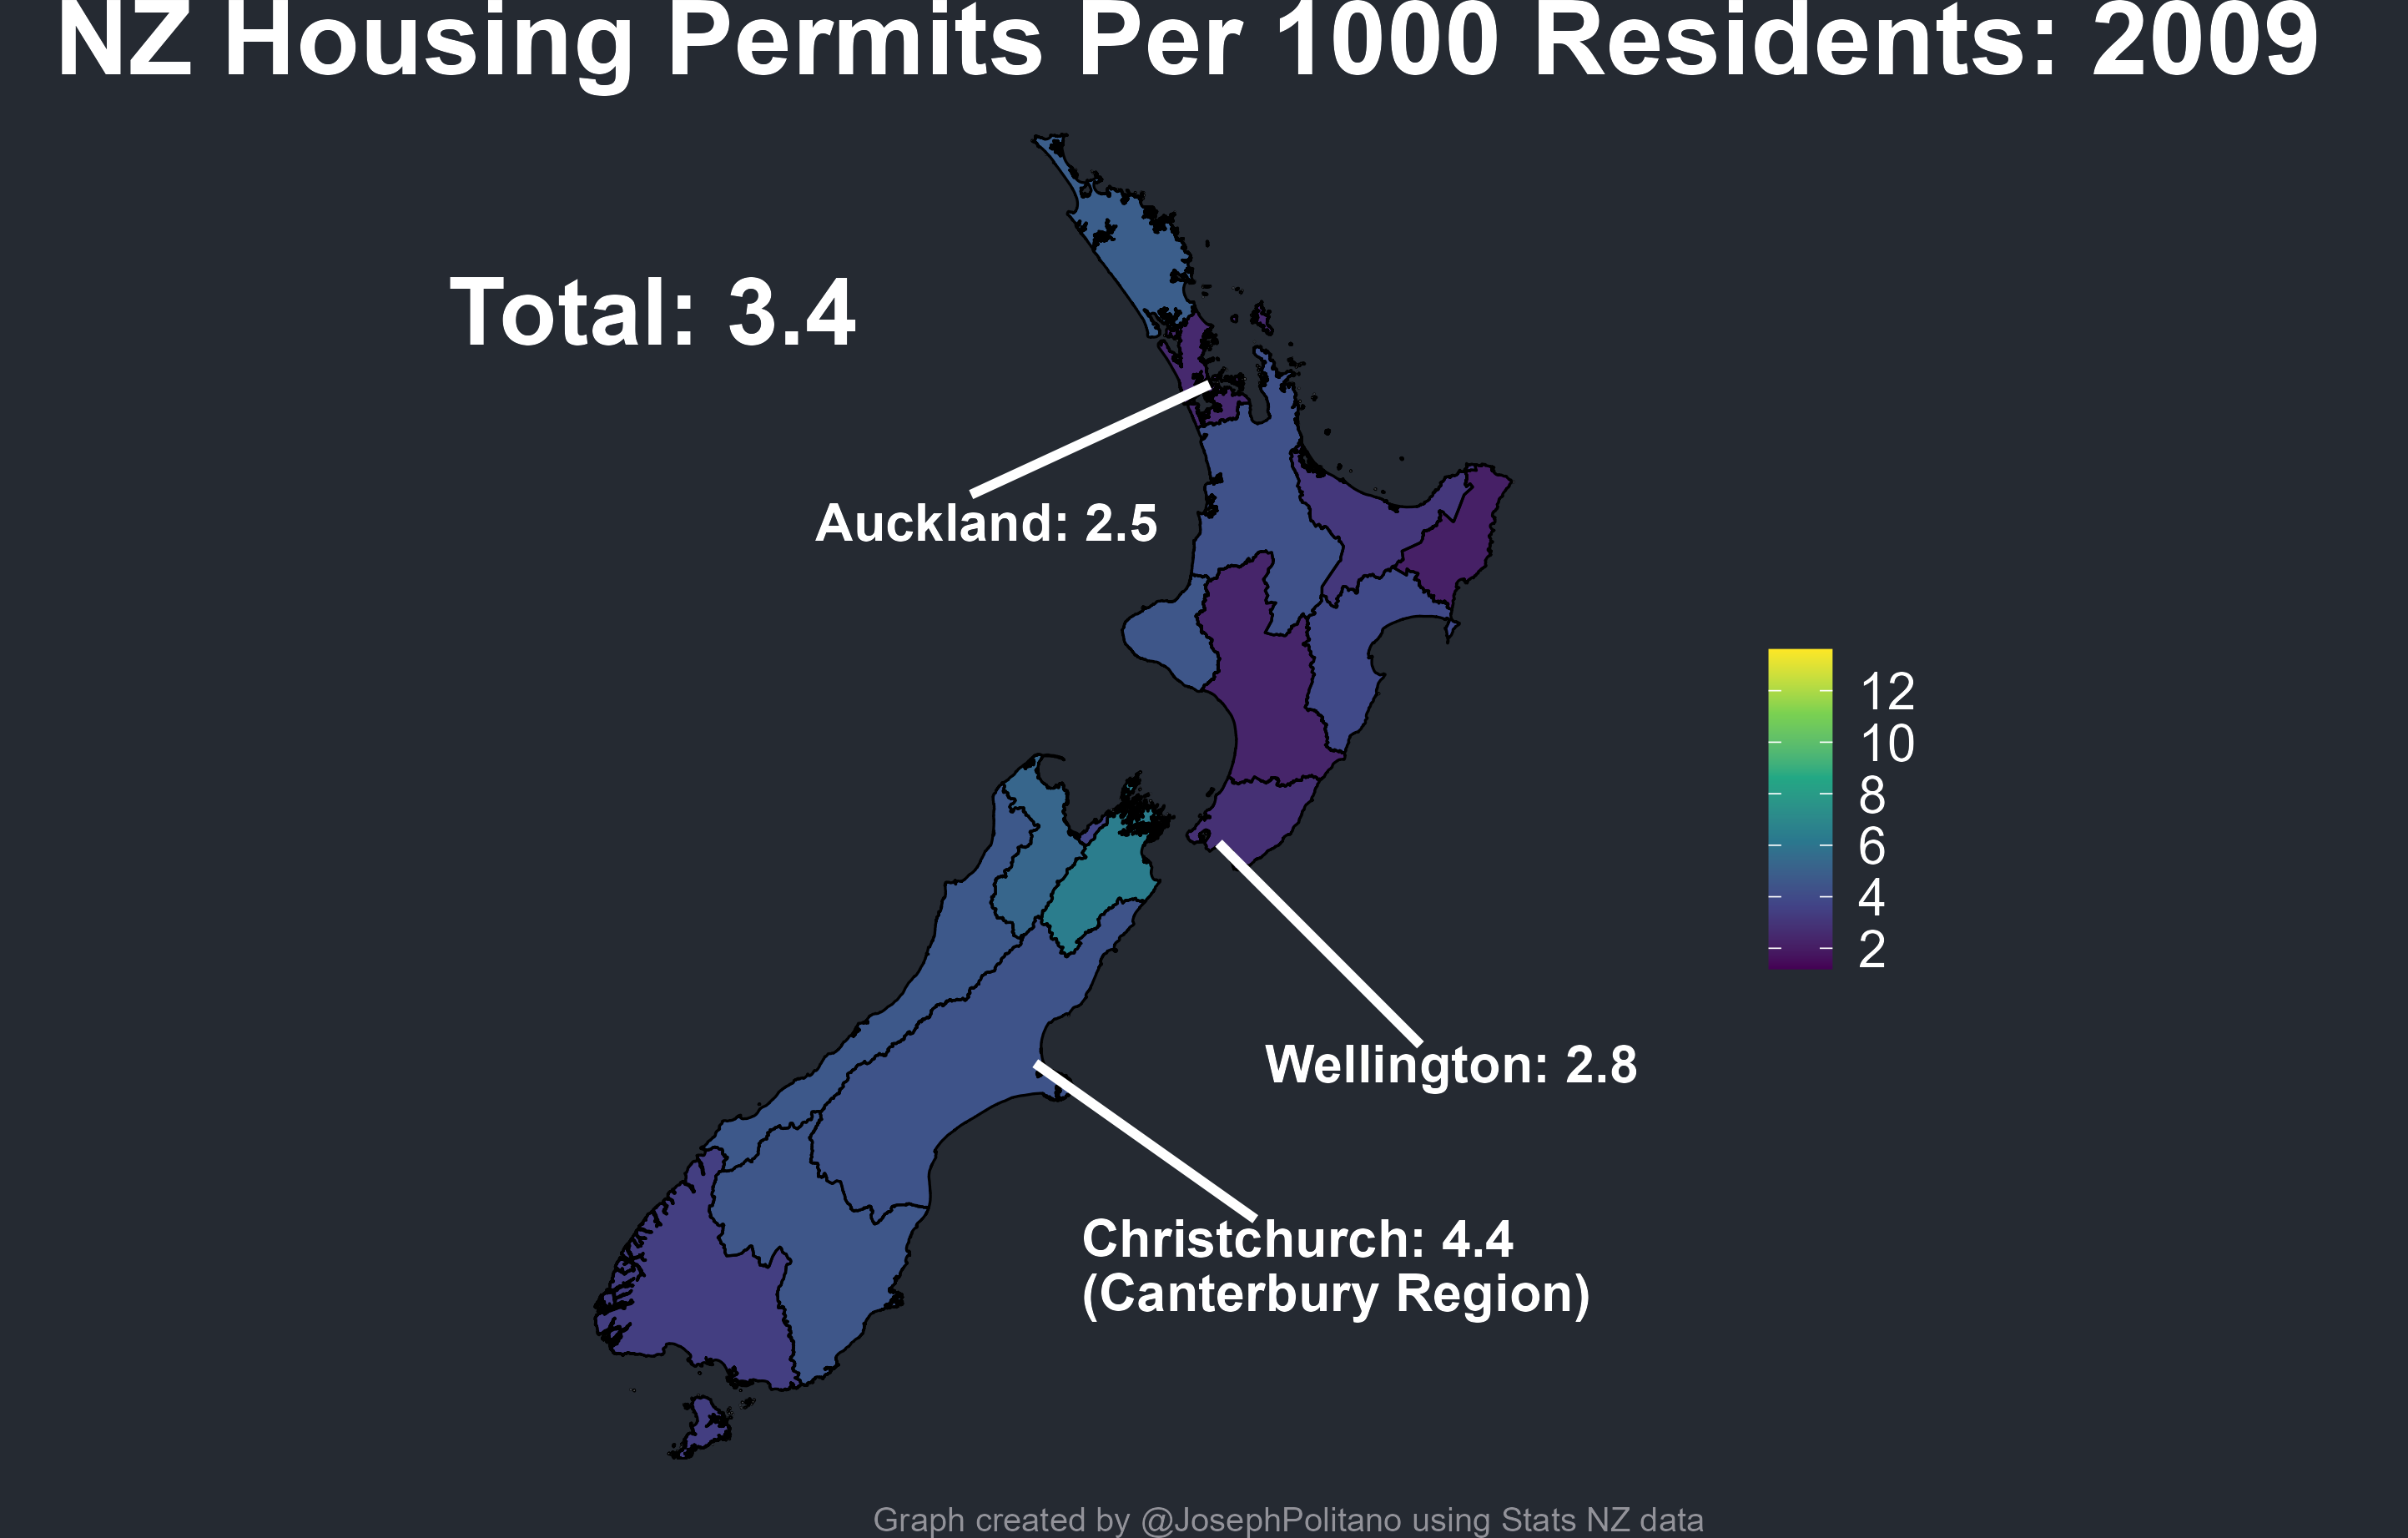 NZ Housing Permits Per 1000 Residents: 2009
Total: 3.4
Auckland: 2.5
12
10
8
6
4
2
Wellington: 2.8
Christchurch: 4.4
(Canterbury Region)
Graph created by @JosephPolitano using Stats NZ data